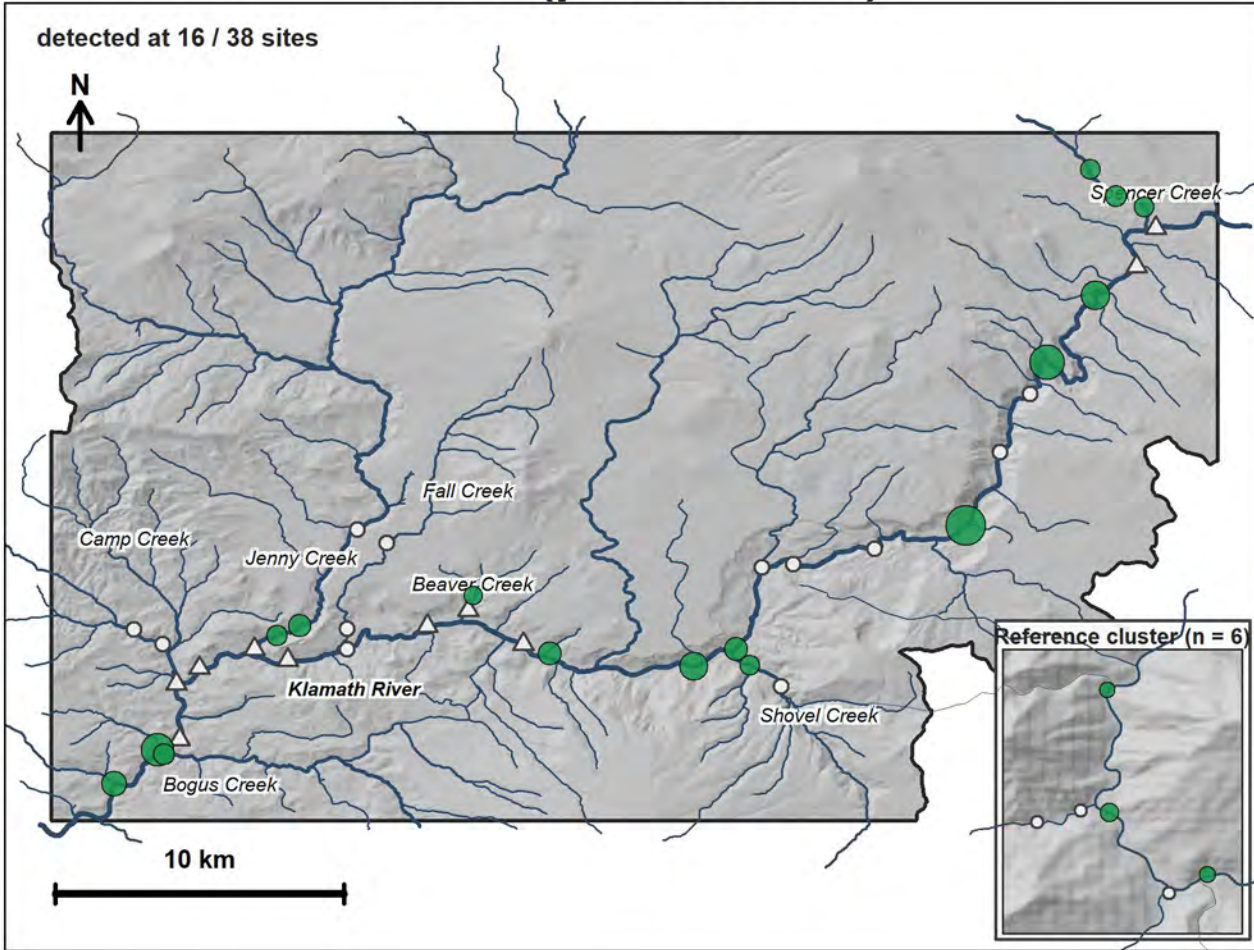 detected at 16 / 38 sites
N
Spencer Creek
Fall Creek
Camp Creek
Jenny Creek
Beaver Creek
Reference cluster (n = 6)
Klamath River
Shovel Creek
Bogus Creek
10 km